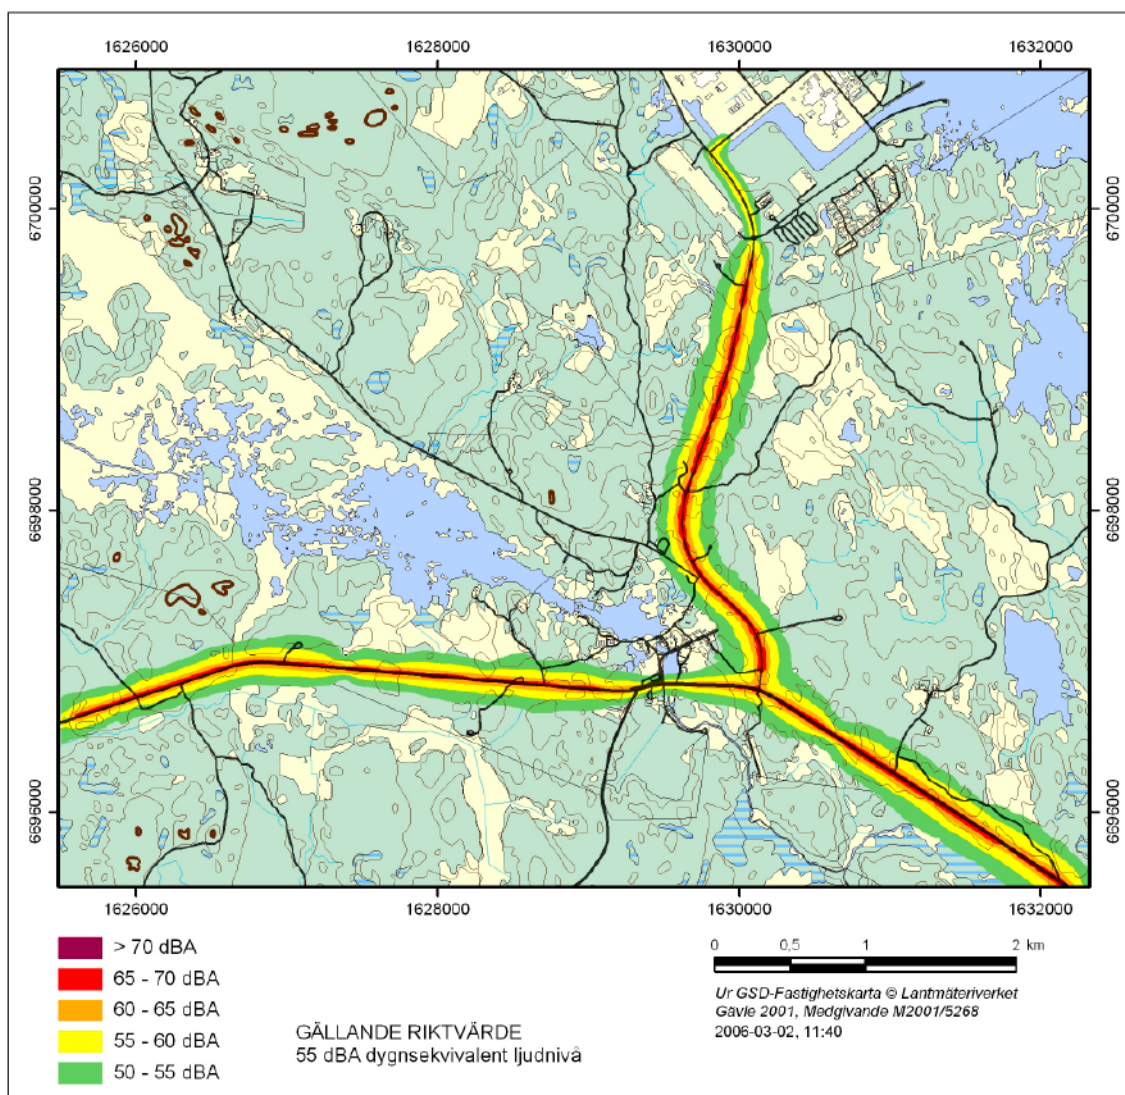 1626000 1628000 1630000 1632000
6700000 6700000
6698000 6698000
6696000 6696000
1626000 1628000 1630000 1632000
> 70 dBA
65 - 70 dBA
60 - 65 dBA
55 - 60 dBA
50 - 55 dBA
GÄLLANDE RIKTVÄRDE
55 dBA dygnsekvivalent ljudnivå
0 0,5 1 2 km
Ur GSD-Fastighetskarta © Lantmäteriverket
Gävle 2001, Medgivande M2001/5268
2006-03-02, 11:40